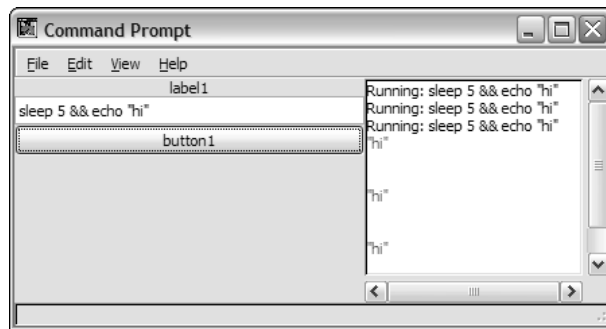 Command Prompt
File Edit View Help
label1
sleep 5 && echo "hi"
button1
Running: sleep 5 && echo "hi"
Running: sleep 5 && echo "hi"
Running: sleep 5 && echo "hi"
"hi"
"hi"
"hi"